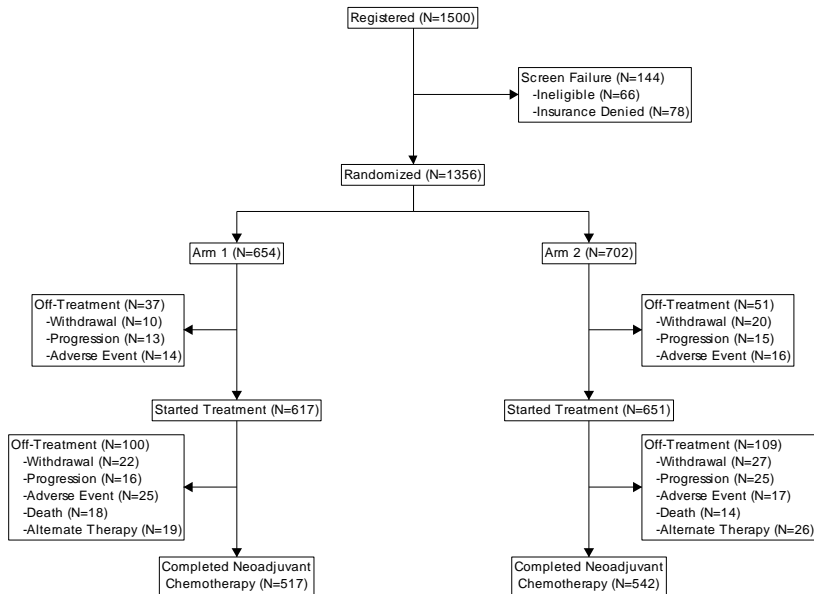 Registered (N=1500)
Screen Failure (N=144)
-Ineligible (N=66)
-Insurance Denied (N=78)
Randomized (N=1356)
Arm 1 (N=654)
Arm 2 (N=702)
Off-Treatment (N=37)
-Withdrawal (N=10)
-Progression (N=13)
-Adverse Event (N=14)
Off-Treatment (N=51)
-Withdrawal (N=20)
-Progression (N=15)
-Adverse Event (N=16)
Started Treatment (N=617)
Started Treatment (N=651)
Off-Treatment (N=100)
-Withdrawal (N=22)
-Progression (N=16)
-Adverse Event (N=25)
-Death (N=18)
-Alternate Therapy (N=19)
Off-Treatment (N=109)
-Withdrawal (N=27)
-Progression (N=25)
-Adverse Event (N=17)
-Death (N=14)
-Alternate Therapy (N=26)
Completed Neoadjuvant
Chemotherapy (N=517)
Completed Neoadjuvant
Chemotherapy (N=542)